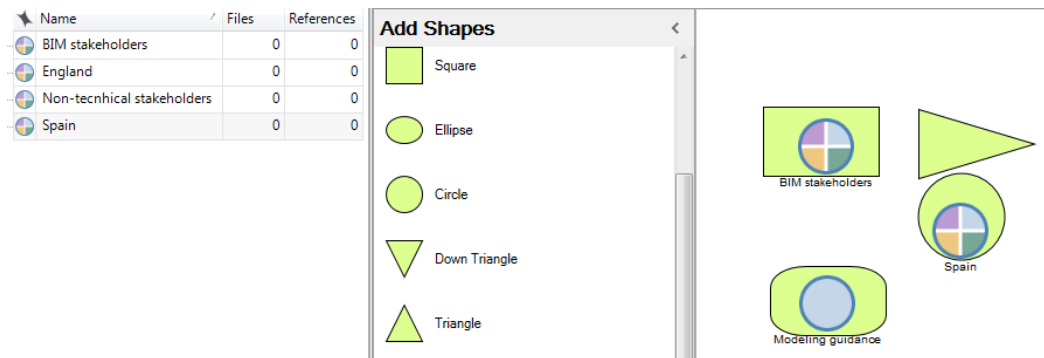 Name Files References
BIM stakeholders 0 0
England 0 0
Non-tecnhical stakeholders 0 0
Spain 0 0
Add Shapes
Square
Ellipse
Circle
Down Triangle
Triangle
BIM stakeholders
Spain
Modeling guidance